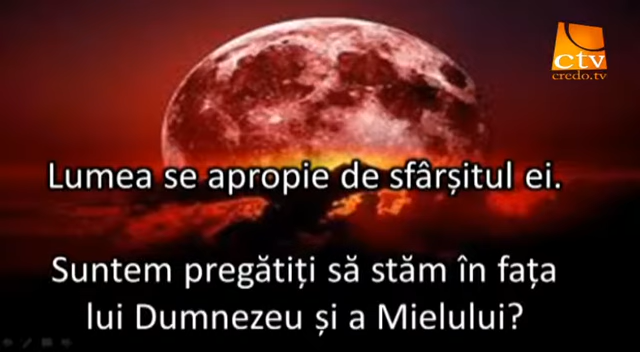 ctv
credo.tv
Lumea se apropie de sfârșitul ei.
Suntem pregătiți să stăm în fața
lui Dumnezeu și a Mielului?